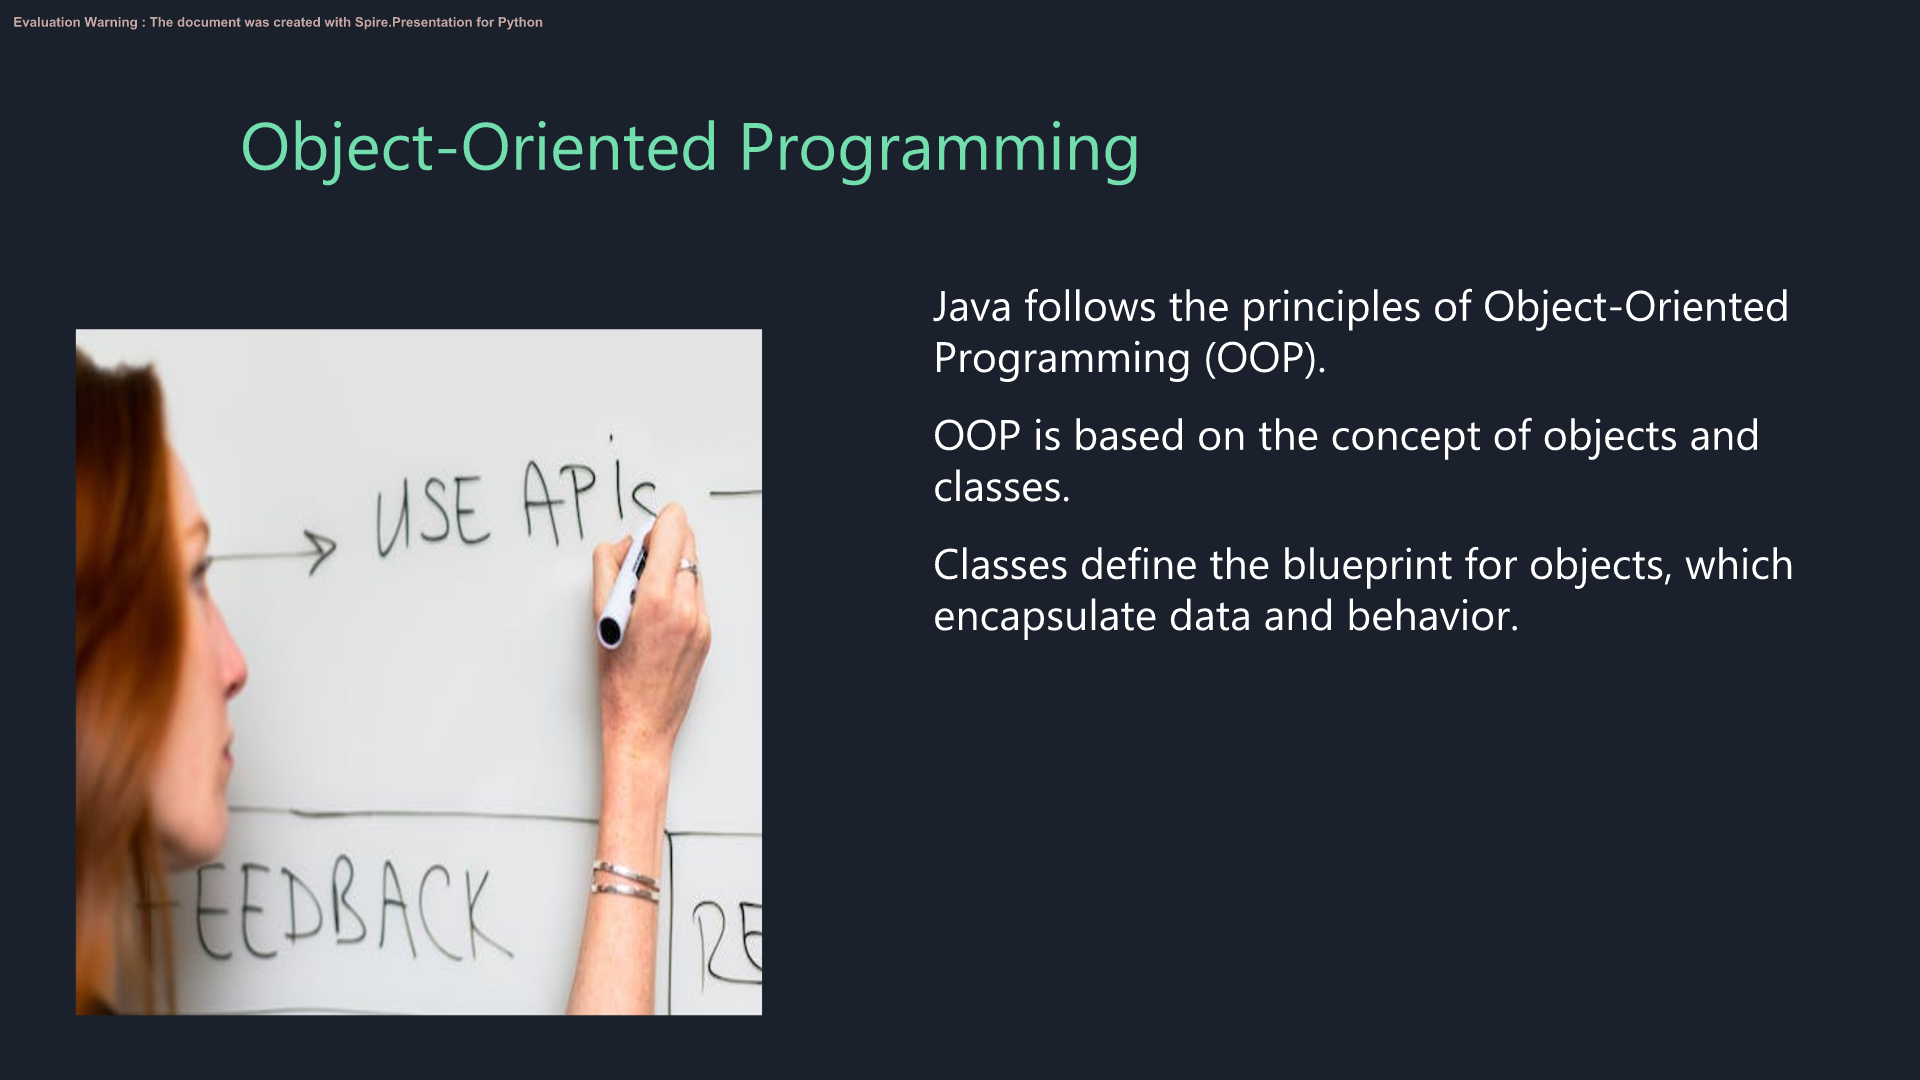 Evaluation Warning : The document was created with Spire.Presentation for Python
Object-Oriented Programming
Java follows the principles of Object-Oriented
Programming (OOP).
OOP is based on the concept of objects and
classes.
Classes define the blueprint for objects, which
encapsulate data and behavior.
USE APIs
FEEDBACK
RE